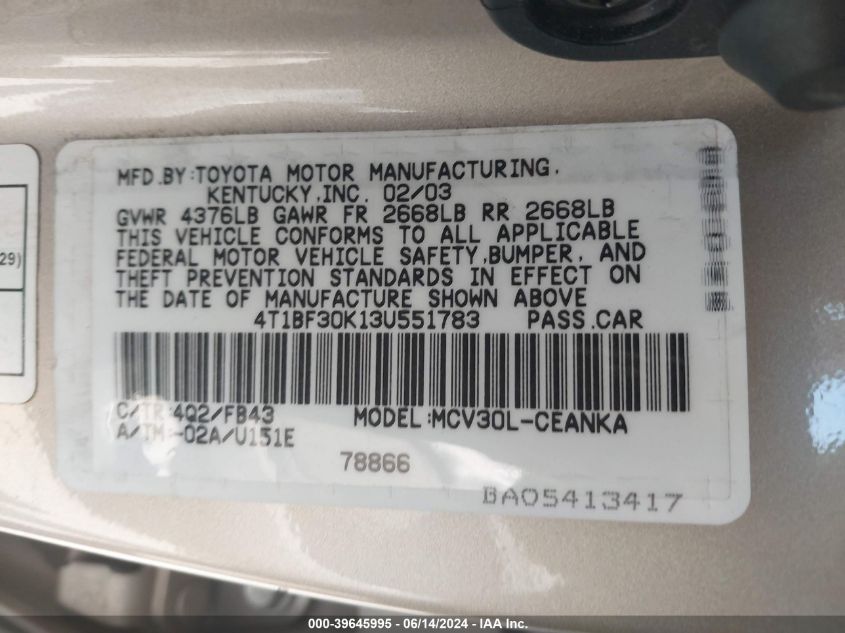 MFD.BY:TOYOTA MOTOR MANUFACTURING,
KENTUCKY,INC. 02/03
GVWR 4376LB GAWR FR 2668LB RR 2668LB
THIS VEHICLE CONFORMS TO ALL APPLICABLE
FEDERAL MOTOR VEHICLE SAFETY,BUMPER, AND
THEFT PREVENTION STANDARDS IN EFFECT ON
THE DATE OF MANUFACTURE SHOWN ABOVE
4T1BF30K13U551783 PASS.CAR
C/TR:4Q2/FB43 MODEL:MCV30L-CEANKA
A/TM:-02A/U151E
78866
BA05413417
29)
000-39645995 - 06/14/2024 - IAA Inc.